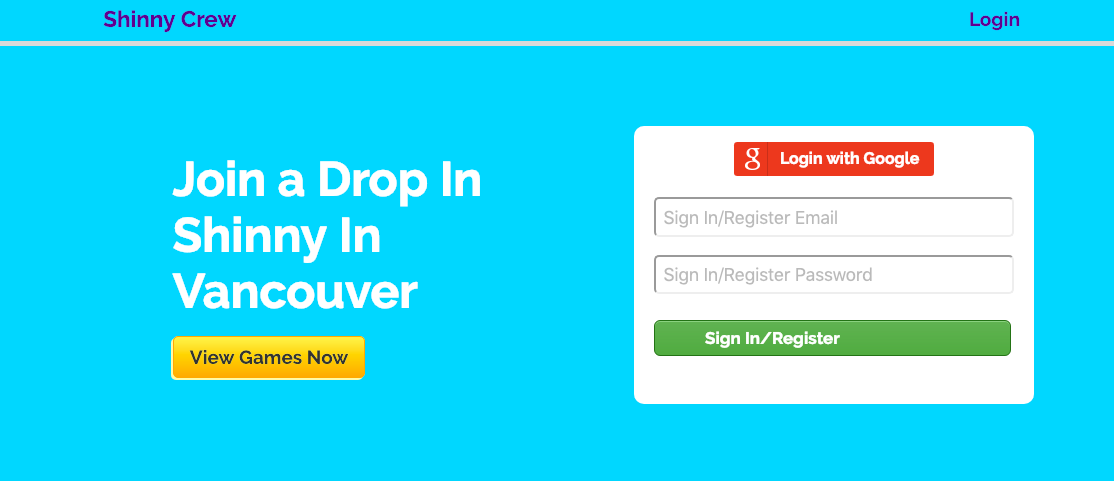 Shinny Crew
Login
Join a Drop In
Shinny In
Vancouver
View Games Now
g
Login with Google
Sign In/Register Email
Sign In/Register Password
Sign In/Register